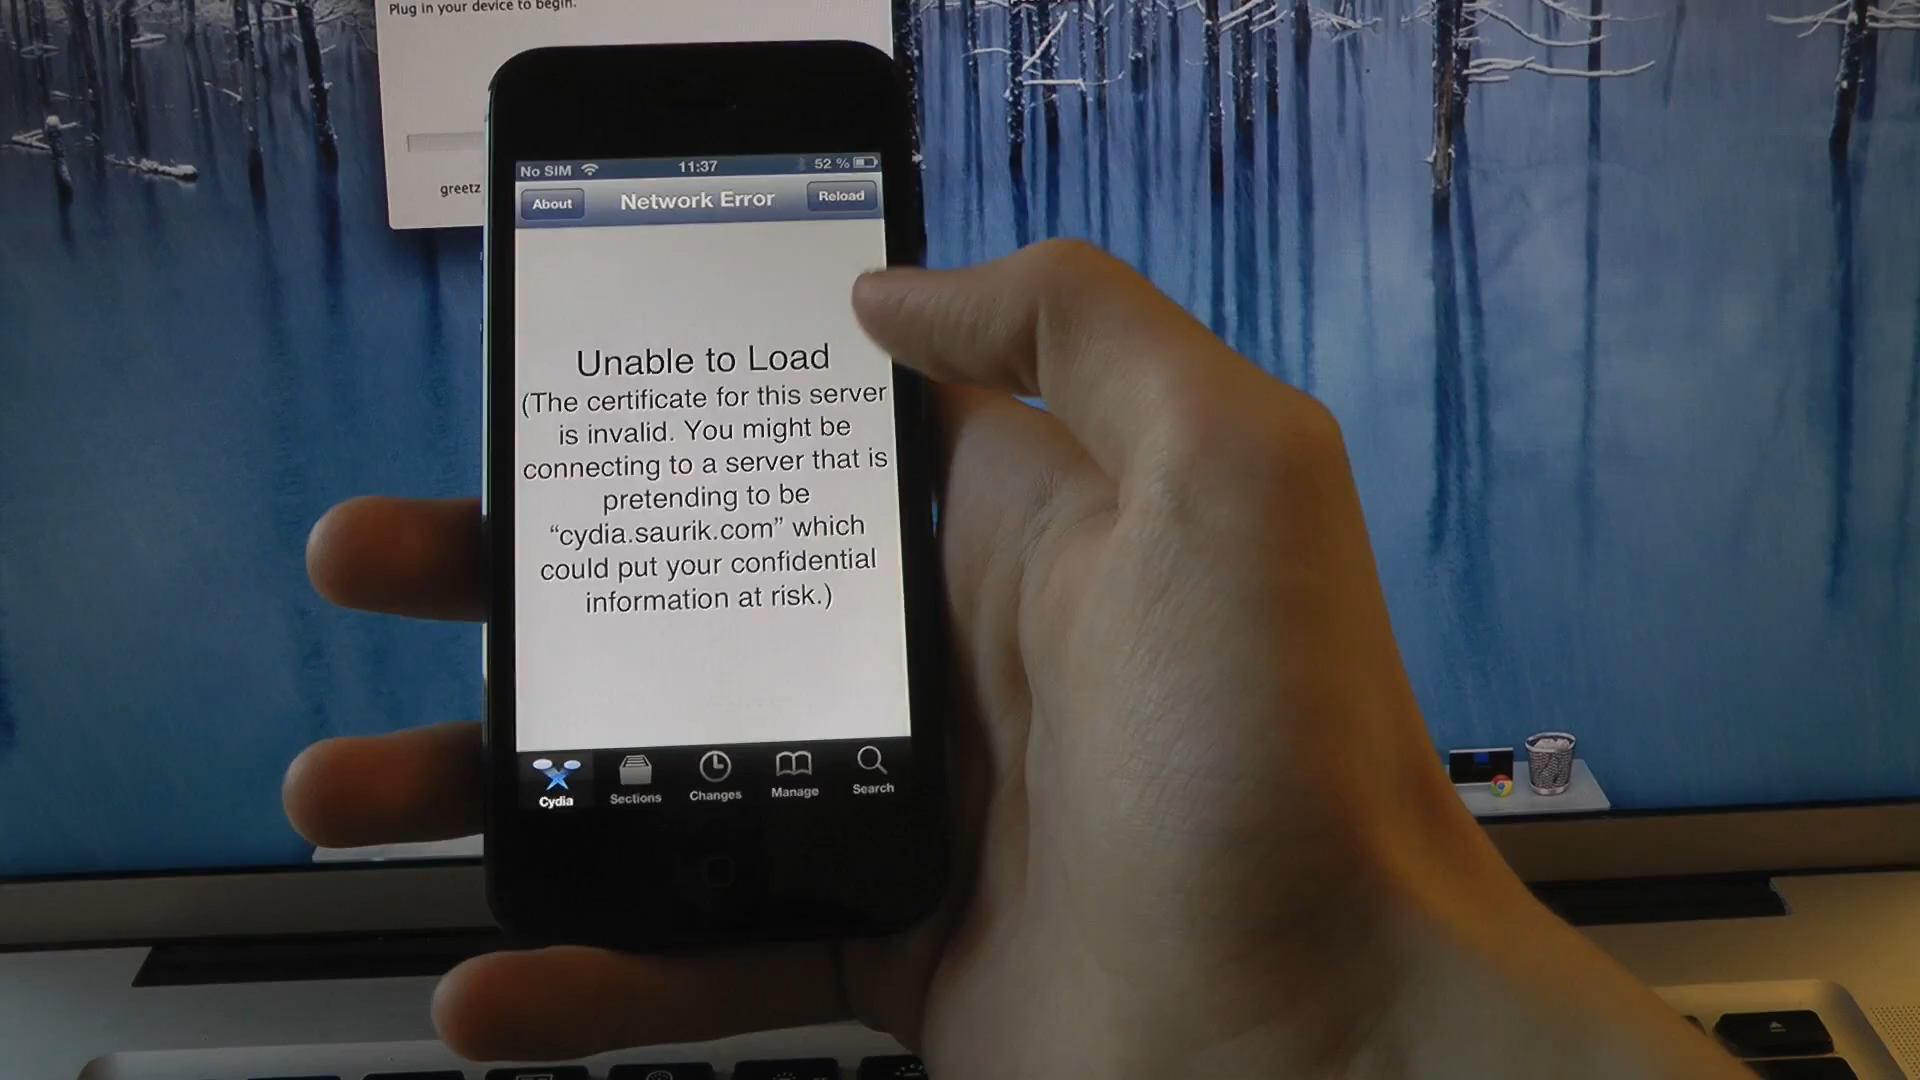 Plug in your device to begin.
greetz
No SIM 11:37 52 %
About Network Error Reload
Unable to Load
(The certificate for this server
is invalid. You might be
connecting to a server that is
pretending to be
“cydia.saurik.com” which
could put your confidential
information at risk.)
Cydia Sections Changes Manage Search